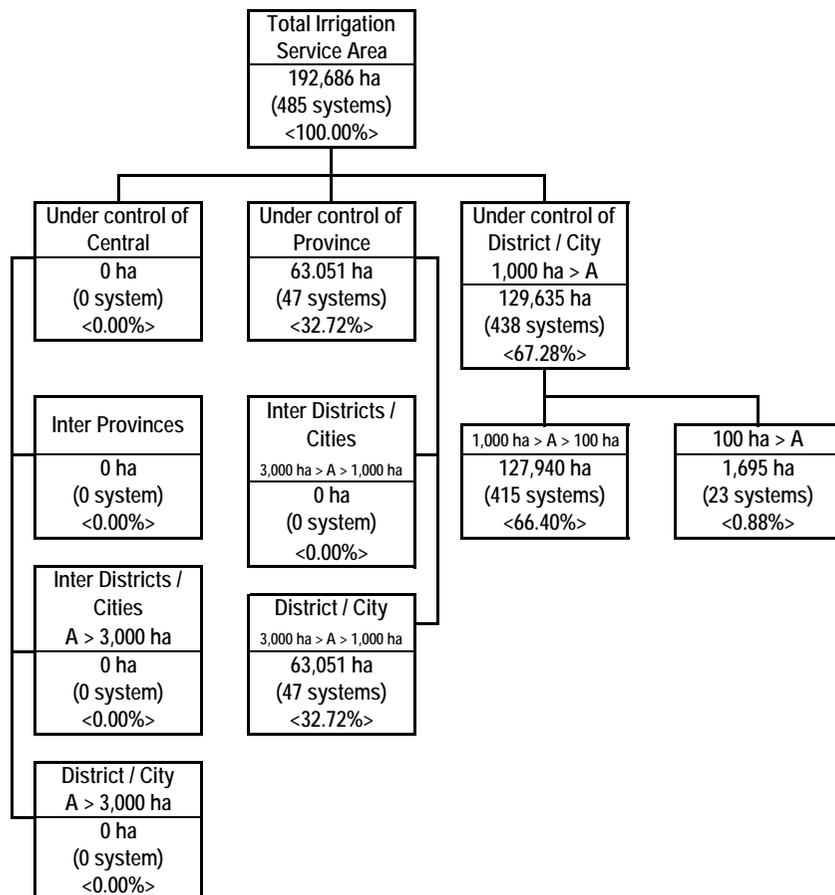 Total Irrigation
Service Area
192,686 ha
(485 systems)
<100.00%>
Under control of
Central
0 ha
(0 system)
<0.00%>
Under control of
Province
63.051 ha
(47 systems)
<32.72%>
Under control of
District / City
1,000 ha > A
129,635 ha
(438 systems)
<67.28%>
Inter Provinces
0 ha
(0 system)
<0.00%>
Inter Districts /
Cities
3,000 ha > A > 1,000 ha
0 ha
(0 system)
<0.00%>
1,000 ha > A > 100 ha
127,940 ha
(415 systems)
<66.40%>
100 ha > A
1,695 ha
(23 systems)
<0.88%>
Inter Districts /
Cities
A > 3,000 ha
0 ha
(0 system)
<0.00%>
District / City
3,000 ha > A > 1,000 ha
63,051 ha
(47 systems)
<32.72%>
District / City
A > 3,000 ha
0 ha
(0 system)
<0.00%>